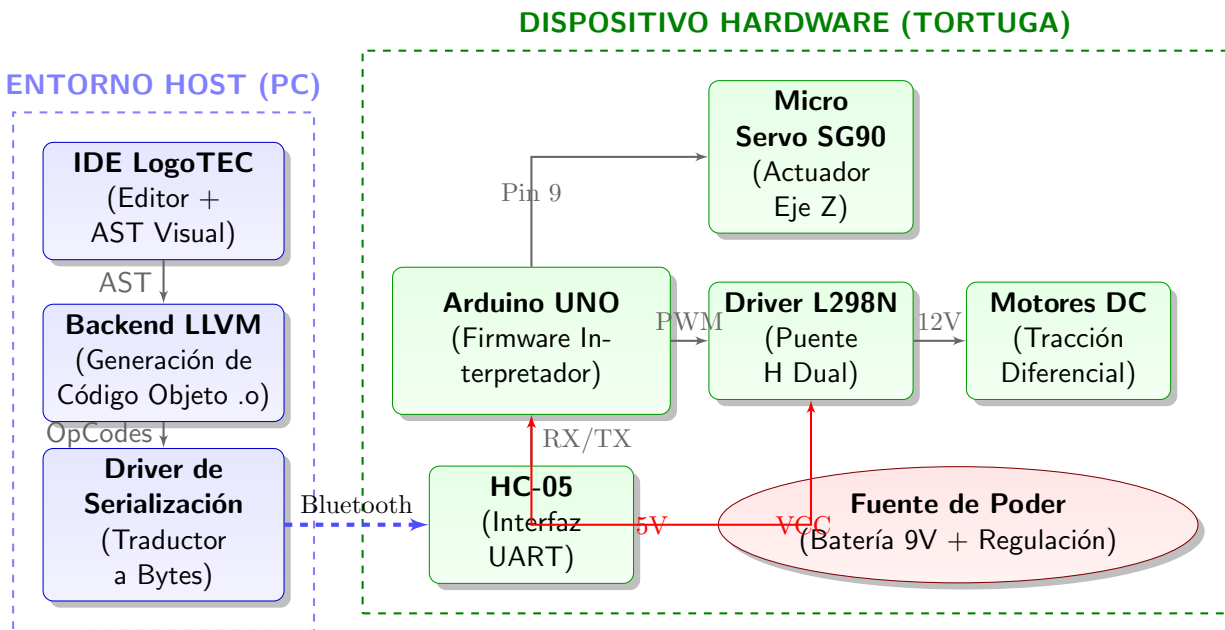 DISPOSITIVO HARDWARE (TORTUGA)
ENTORNO HOST (PC)
IDE LogoTEC
(Editor +
AST Visual)
AST
Backend LLVM
(Generación de
Código Objeto .o)
OpCodes
Driver de
Serialización
(Traductor
a Bytes)
Bluetooth
Micro
Servo SG90
(Actuador
Eje Z)
Pin 9
Arduino UNO
(Firmware In-
terpretador)
PWM
Driver L298N
(Puente
H Dual)
12V
Motores DC
(Tracción
Diferencial)
RX/TX
HC-05
(Interfaz
UART)
5V
VCC
Fuente de Poder
(Batería 9V + Regulación)